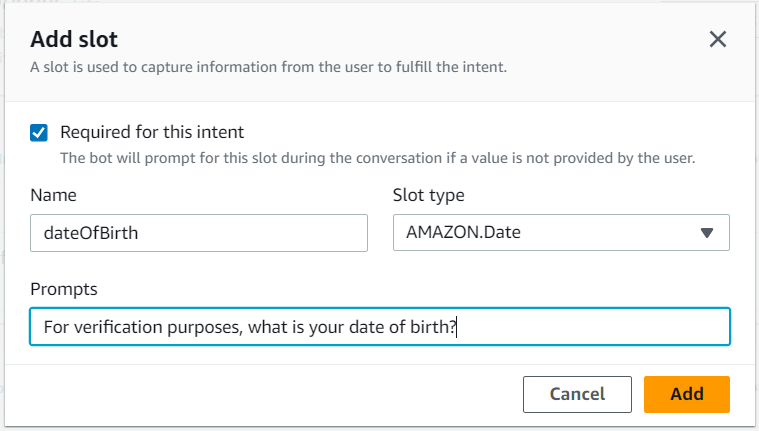 Add slot
A slot is used to capture information from the user to fulfill the intent.
Required for this intent
The bot will prompt for this slot during the conversation if a value is not provided by the user.
Name
Slot type
dateOfBirth
AMAZON.Date
Prompts
For verification purposes, what is your date of birth?
Cancel
Add